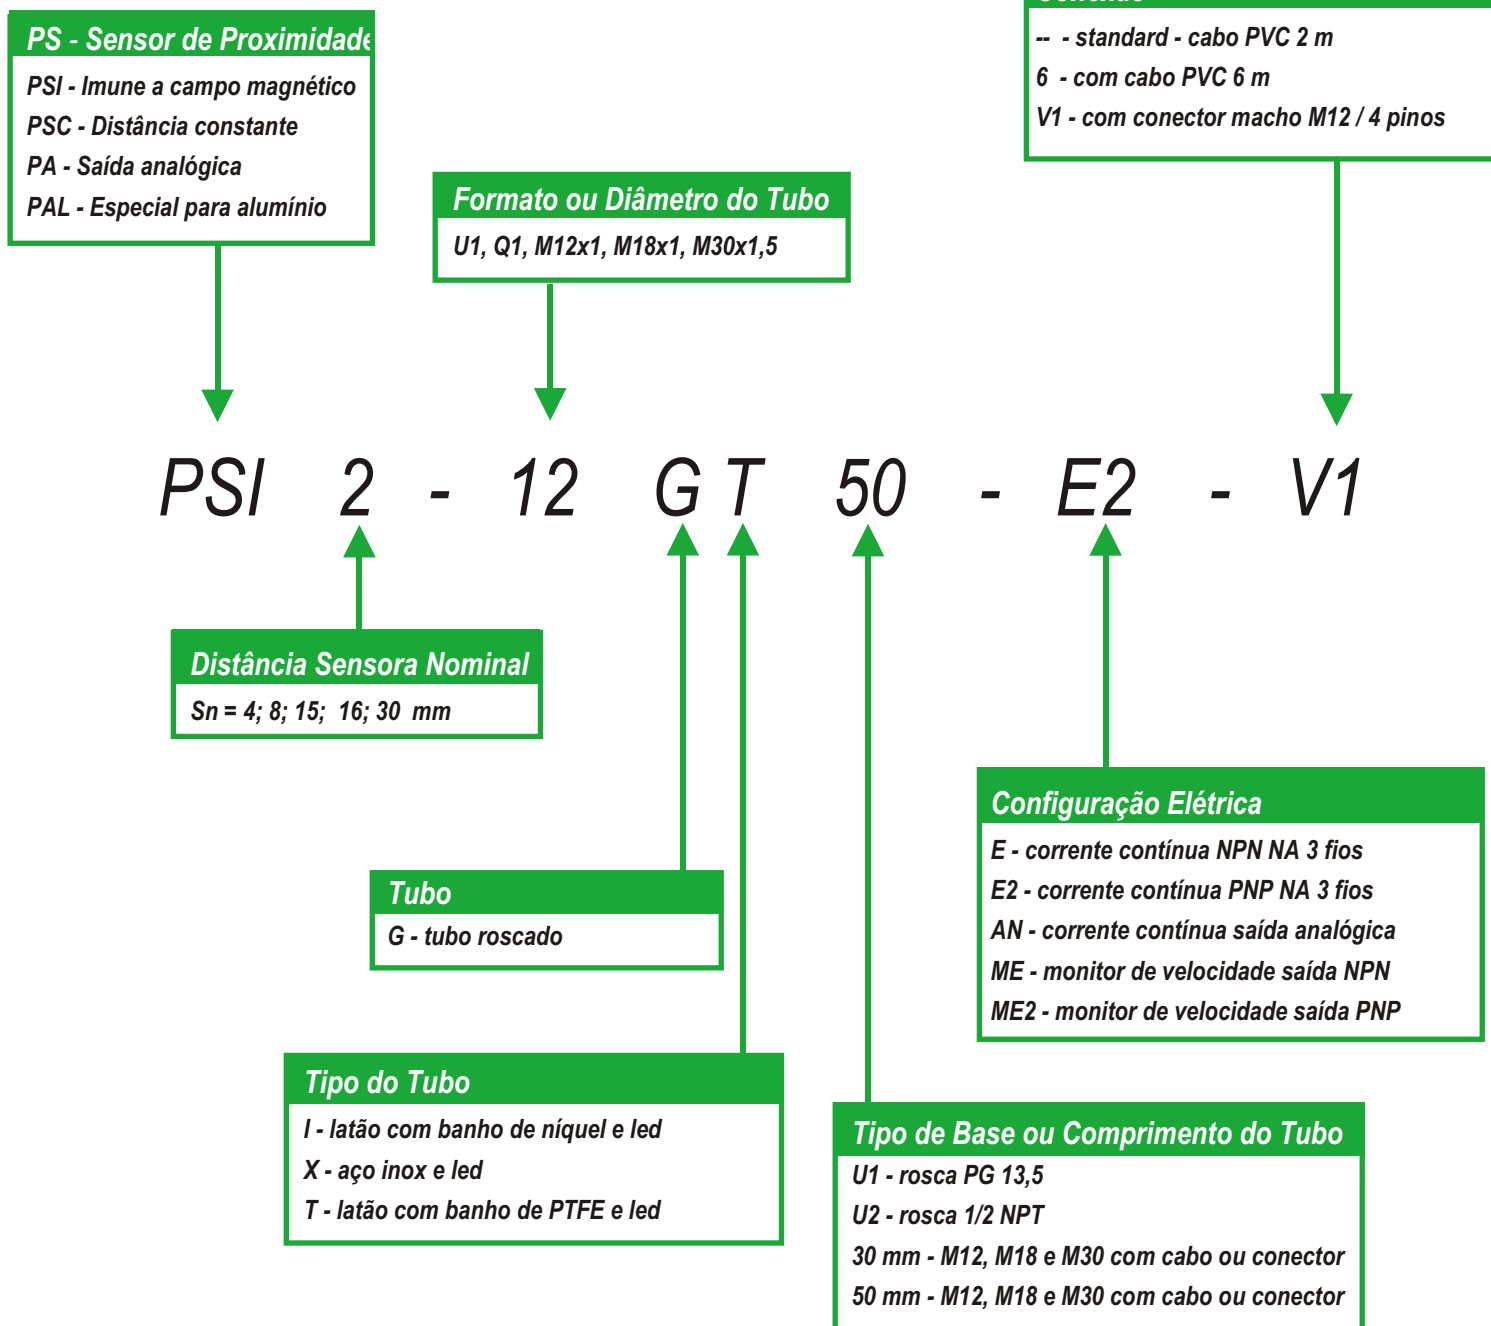 PS - Sensor de Proximidade
PSI - Imune a campo magnético
PSC - Distância constante
PA - Saída analógica
PAL - Especial para alumínio
-- - standard - cabo PVC 2 m
6 - com cabo PVC 6 m
V1 - com conector macho M12 / 4 pinos
Formato ou Diâmetro do Tubo
U1, Q1, M12x1, M18x1, M30x1,5
PSI 2 - 12 G T 50 - E2 - V1
Distância Sensora Nominal
Sn = 4; 8; 15; 16; 30 mm
Configuração Elétrica
E - corrente contínua NPN NA 3 fios
E2 - corrente contínua PNP NA 3 fios
AN - corrente contínua saída analógica
ME - monitor de velocidade saída NPN
ME2 - monitor de velocidade saída PNP
Tubo
G - tubo roscado
Tipo do Tubo
I - latão com banho de níquel e led
X - aço inox e led
T - latão com banho de PTFE e led
Tipo de Base ou Comprimento do Tubo
U1 - rosca PG 13,5
U2 - rosca 1/2 NPT
30 mm - M12, M18 e M30 com cabo ou conector
50 mm - M12, M18 e M30 com cabo ou conector